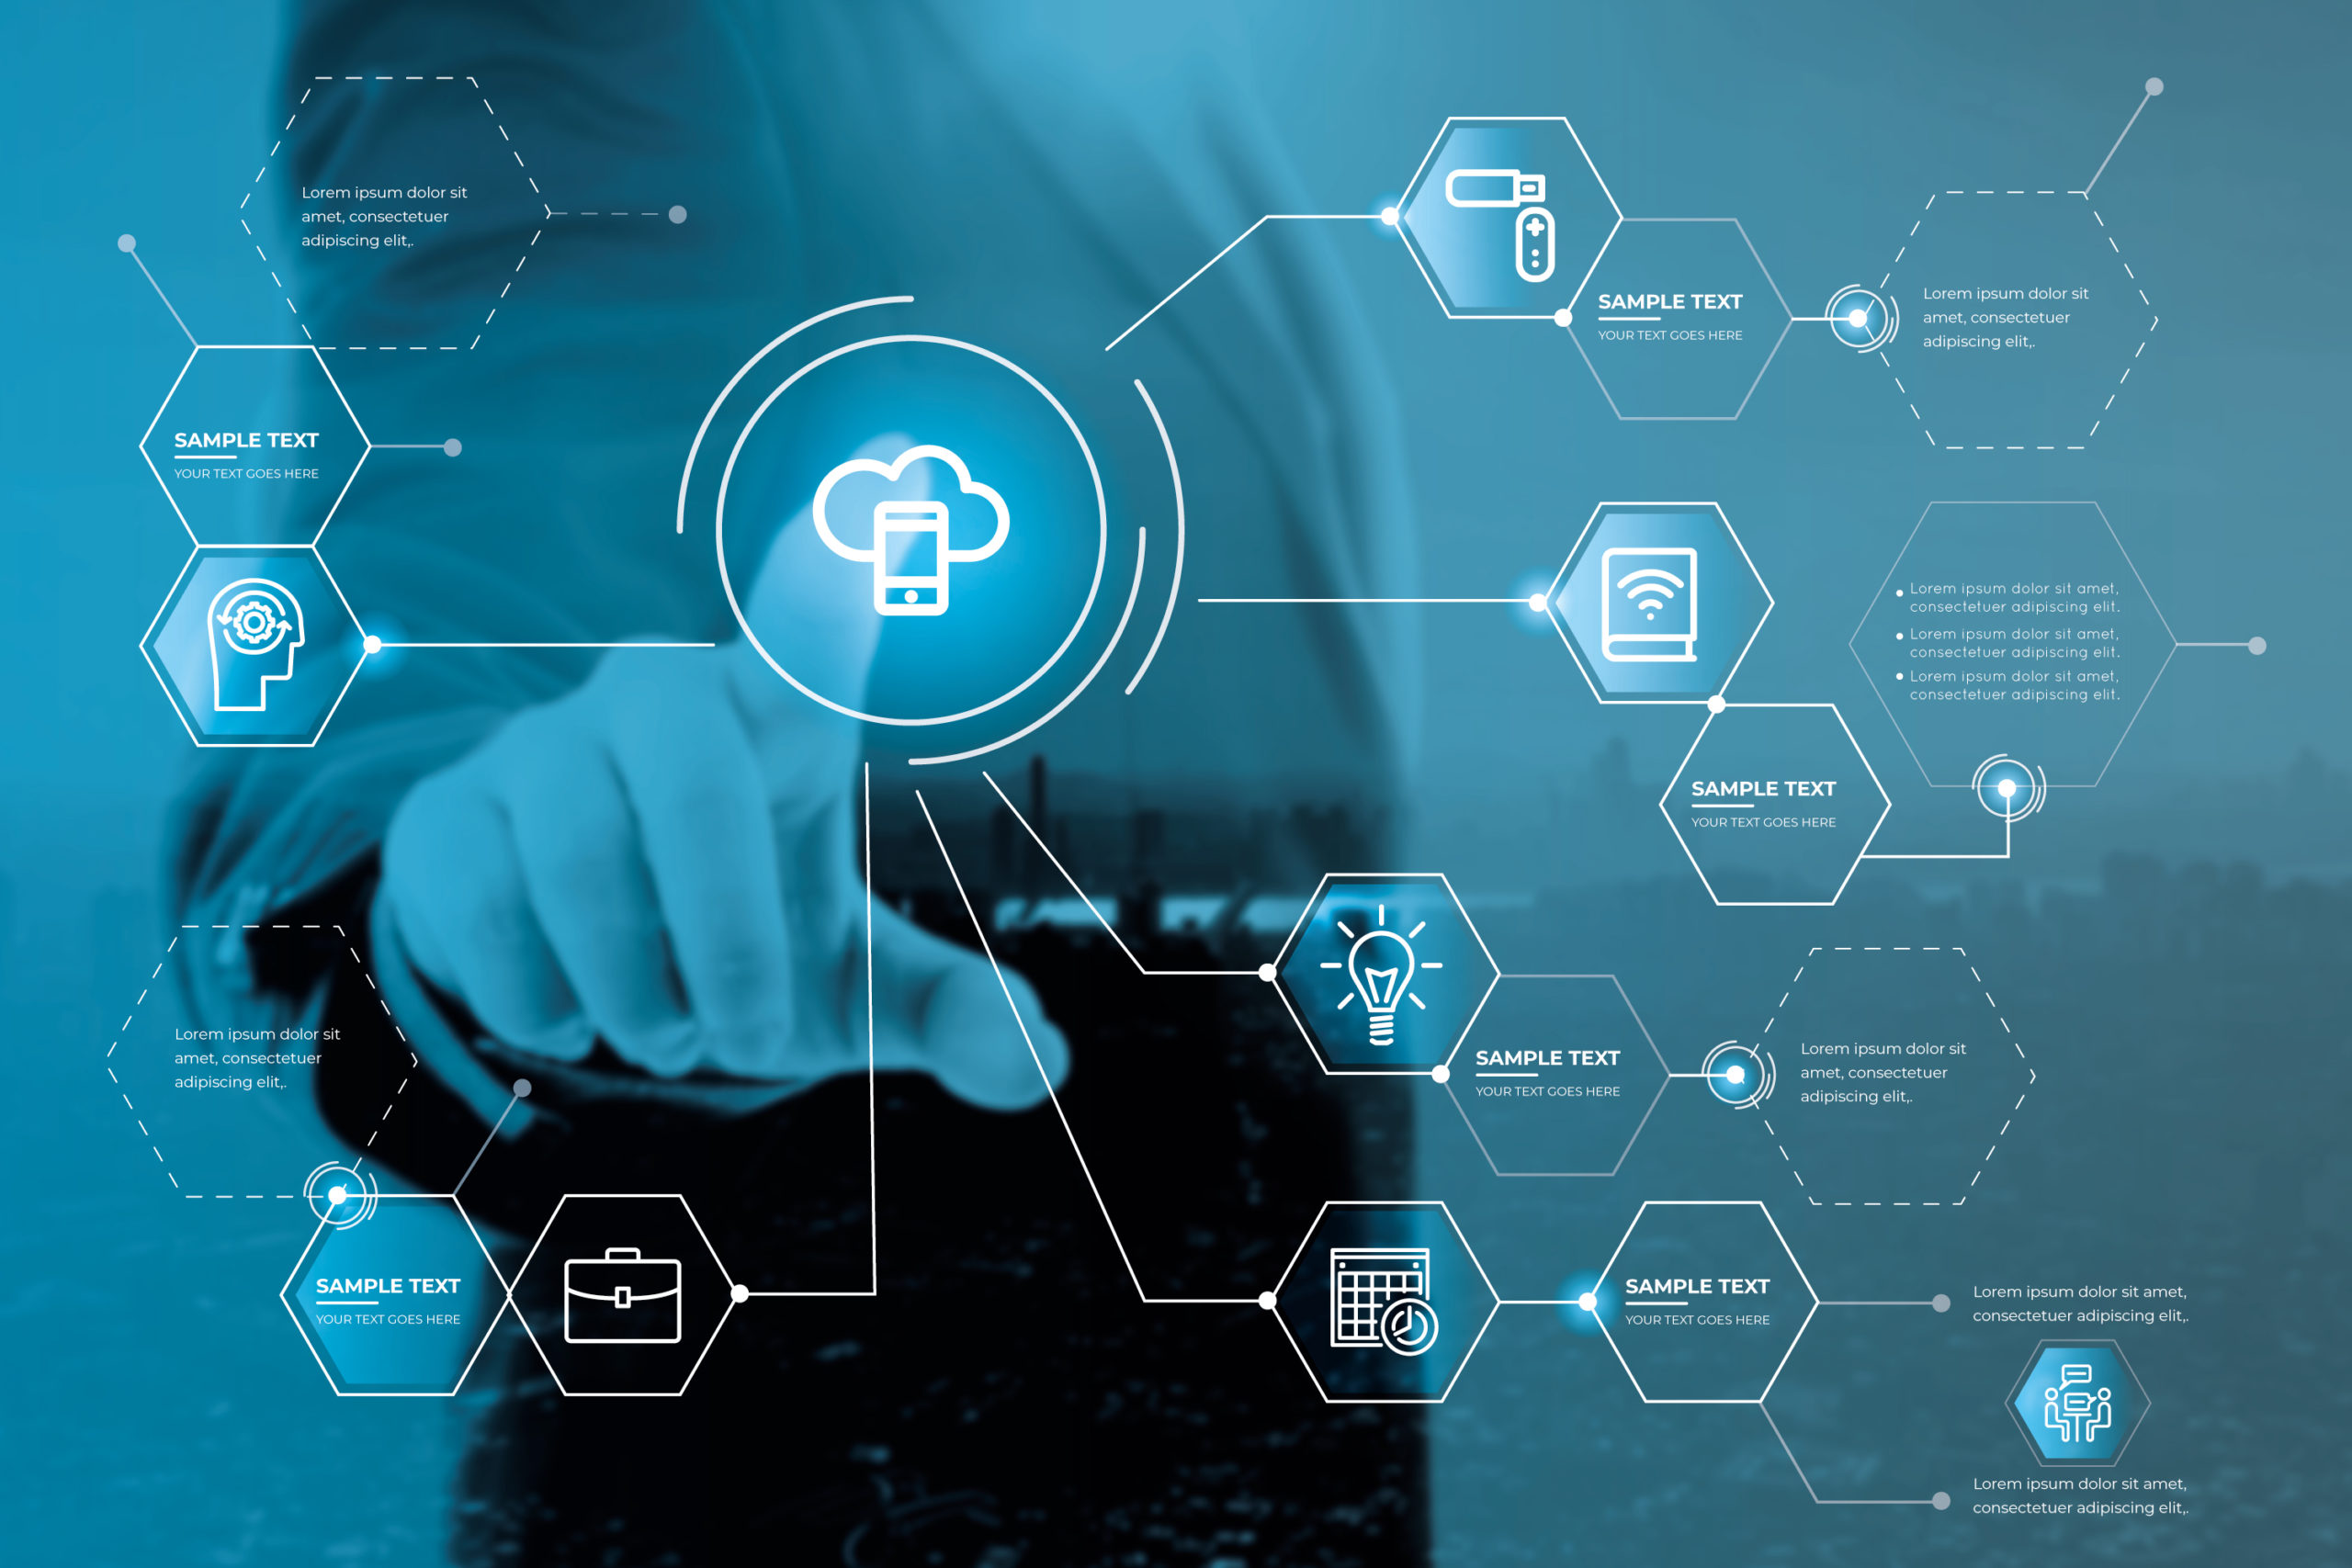 Lorem ipsum dolor sit
amet, consectetuer
adipiscing elit,.
SAMPLE TEXT
YOUR TEXT GOES HERE
Lorem ipsum dolor sit
amet, consectetuer
adipiscing elit,.
SAMPLE TEXT
YOUR TEXT GOES HERE
SAMPLE TEXT
YOUR TEXT GOES HERE
Lorem ipsum dolor sit
amet, consectetuer
adipiscing elit,.
Lorem ipsum dolor sit amet,
consectetuer adipiscing elit.
Lorem ipsum dolor sit amet,
consectetuer adipiscing elit.
Lorem ipsum dolor sit amet,
consectetuer adipiscing elit.
SAMPLE TEXT
YOUR TEXT GOES HERE
SAMPLE TEXT
YOUR TEXT GOES HERE
Lorem ipsum dolor sit
amet, consectetuer
adipiscing elit,.
SAMPLE TEXT
YOUR TEXT GOES HERE
Lorem ipsum dolor sit amet,
consectetuer adipiscing elit,.
Lorem ipsum dolor sit amet,
consectetuer adipiscing elit,.